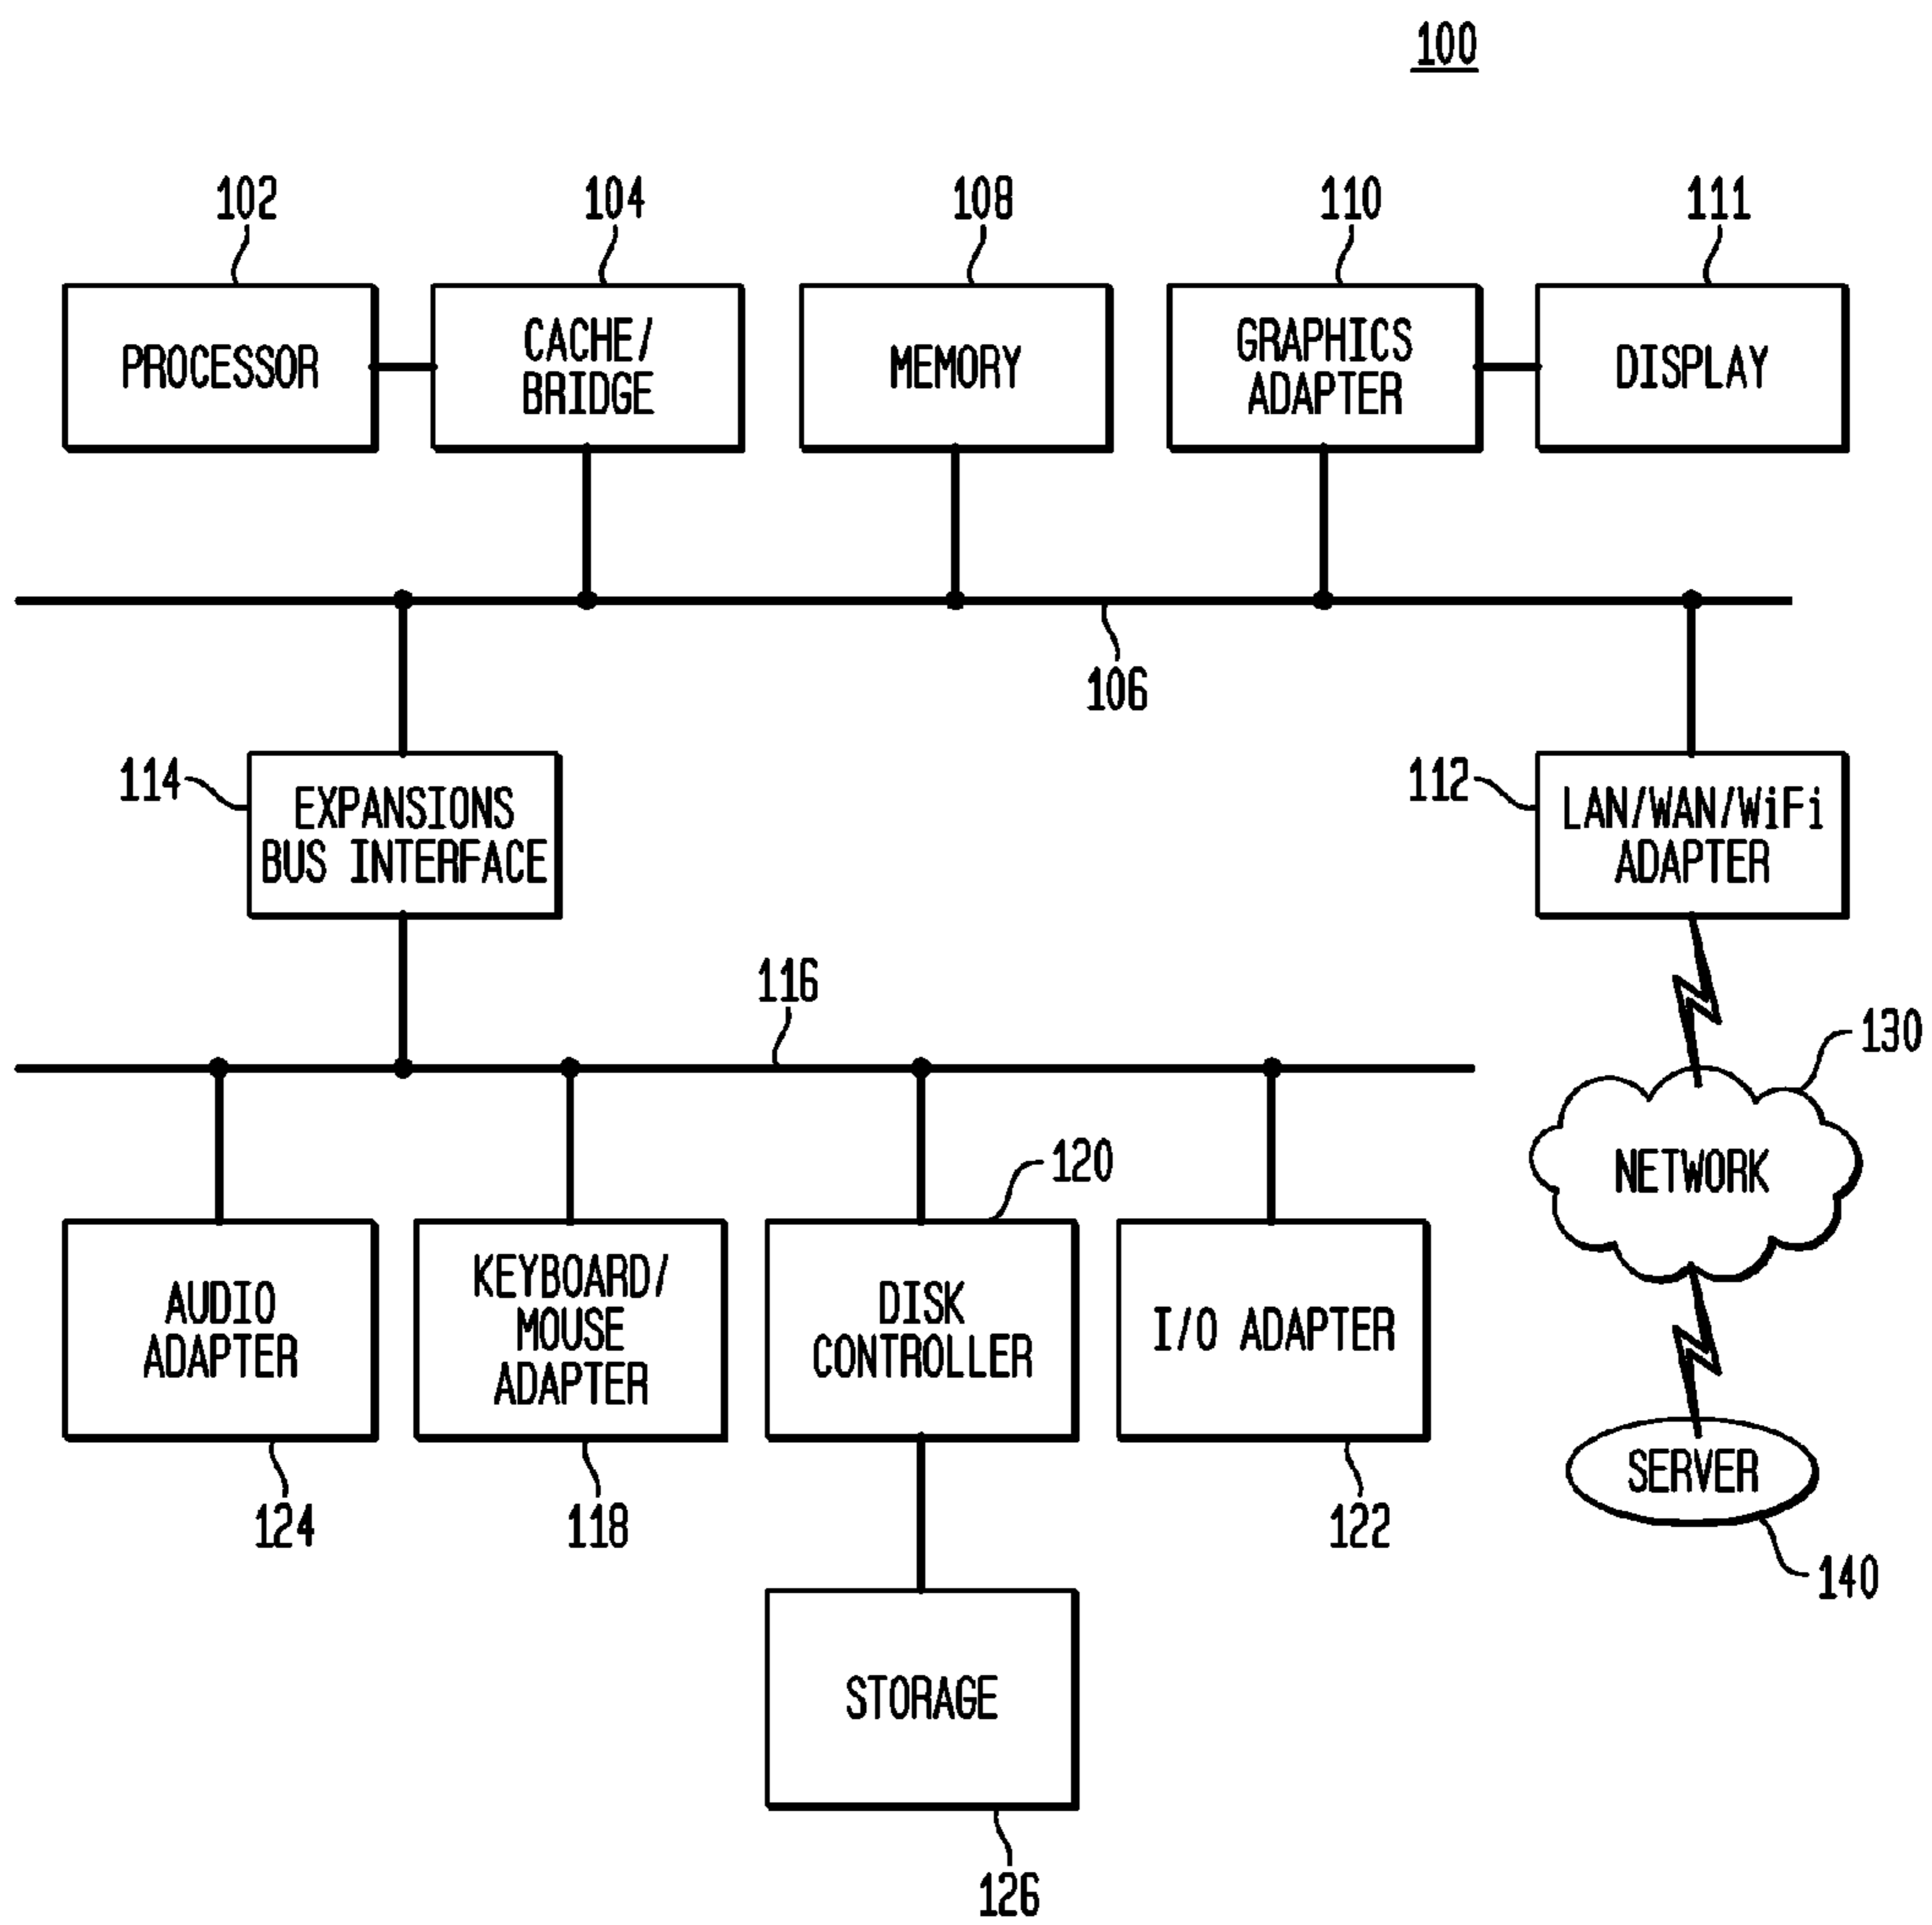 100
102
104
108
110
111
PROCESSOR
CACHE/
BRIDGE
MEMORY
GRAPHICS
ADAPTER
DISPLAY
106
114
EXPANSIONS
BUS INTERFACE
112
LAN/WAN/WiFi
ADAPTER
116
130
NETWORK
120
AUDIO
ADAPTER
KEYBOARD/
MOUSE
ADAPTER
DISK
CONTROLLER
I/O ADAPTER
124
118
122
SERVER
140
STORAGE
126